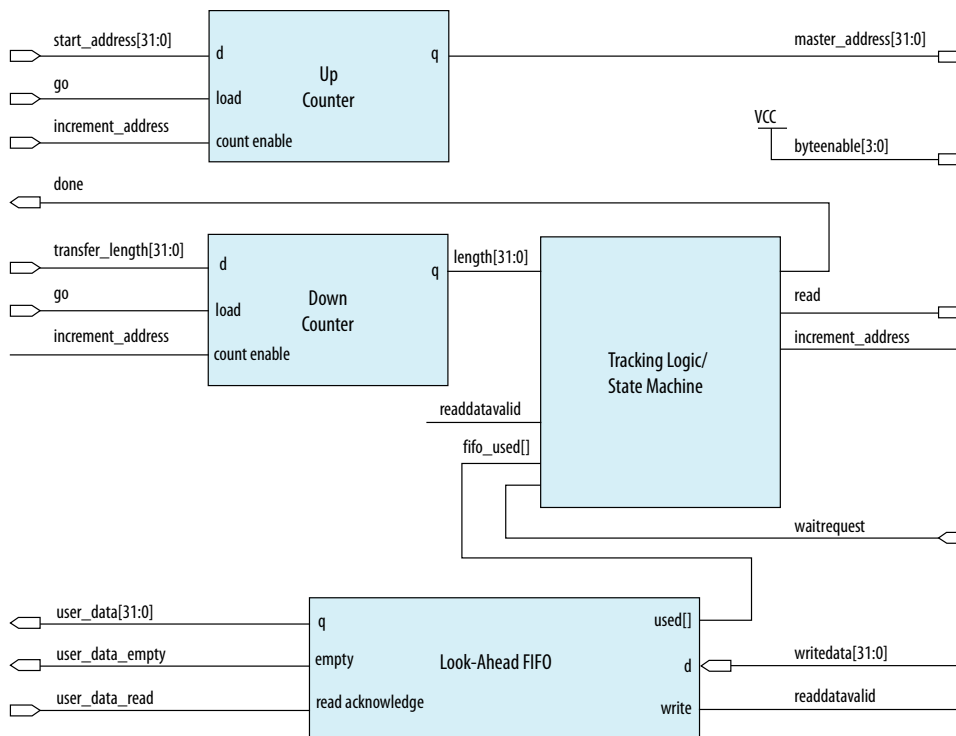 start_address[31:0]
d
q
master_address[31:0]
Up
Counter
go
load
increment_address
count enable
VCC
byteenable[3:0]
done
transfer_length[31:0]
d
q
length[31:0]
go
load
Down
Counter
read
increment_address
count enable
increment_address
Tracking Logic/
State Machine
readdatavalid
fifo_used[]
waitrequest
user_data[31:0]
q
used[]
user_data_empty
empty
Look-Ahead FIFO
d
writedata[31:0]
user_data_read
read acknowledge
write
readdatavalid